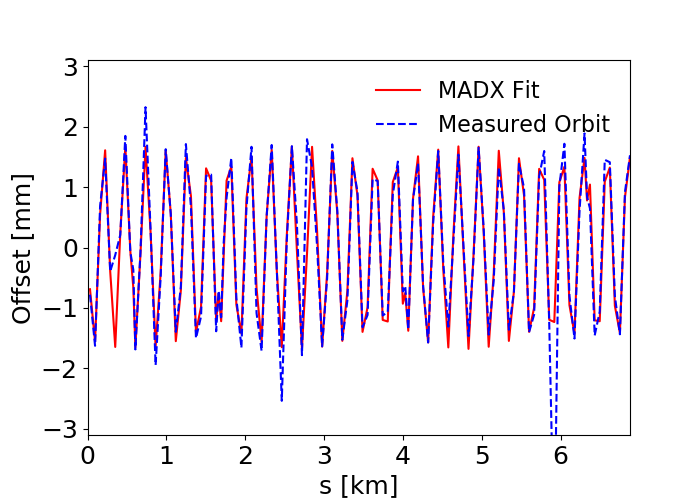 MADX Fit
Measured Orbit
3
2
1
0
−1
−2
−3
Offset [mm]
0 1 2 3 4 5 6
s [km]